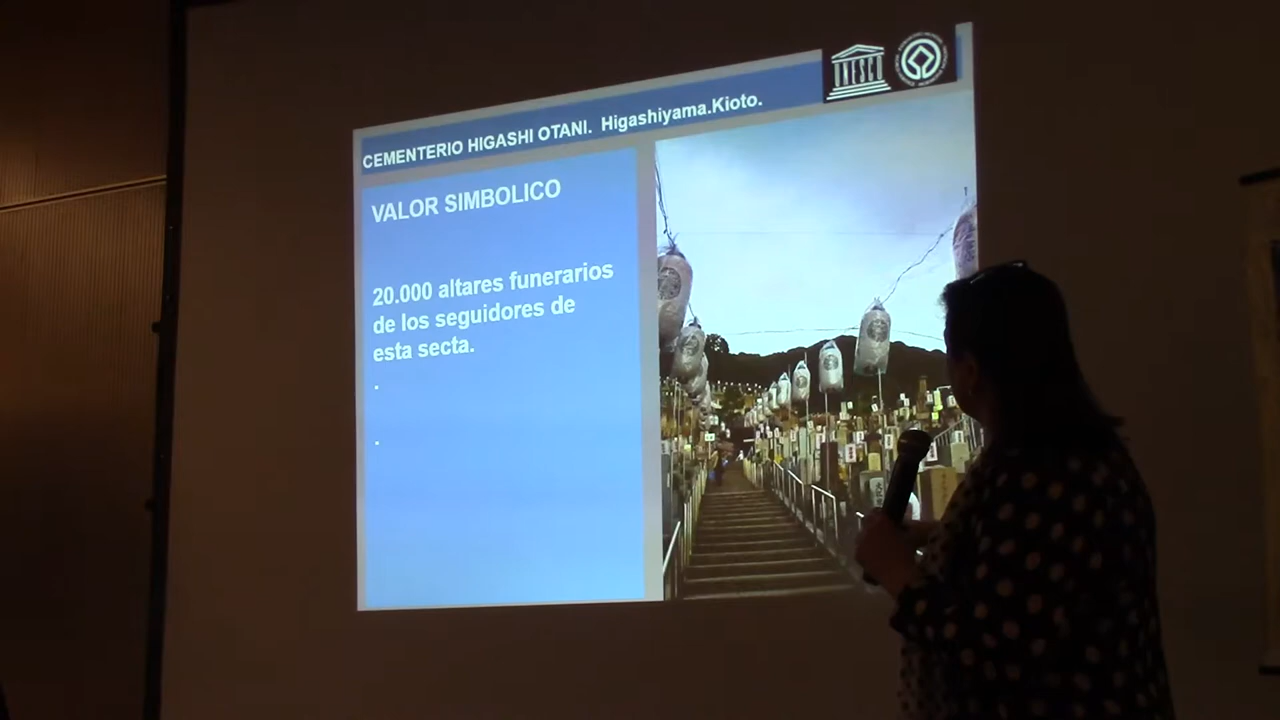 UNESCO
CEMENTERIO HIGASHI OTANI. Higashiyama.Kioto.
VALOR SIMBOLICO
20.000 altares funerarios
de los seguidores de
esta secta.
.
.